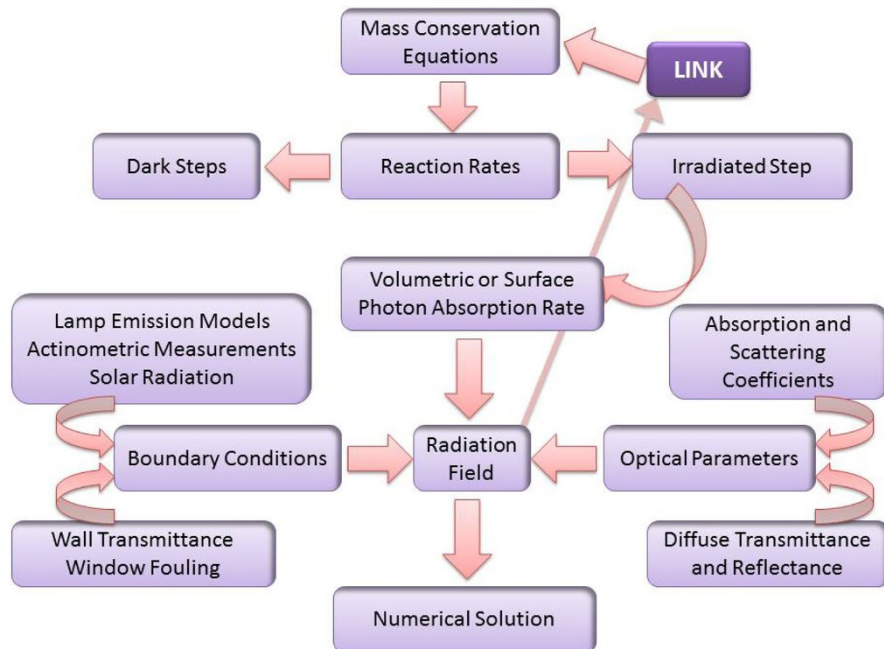 Mass Conservation
Equations
LINK
Dark Steps
Reaction Rates
Irradiated Step
Volumetric or Surface
Photon Absorption Rate
Lamp Emission Models
Actinometric Measurements
Solar Radiation
Absorption and
Scattering
Coefficients
Boundary Conditions
Radiation
Field
Optical Parameters
Wall Transmittance
Window Fouling
Diffuse Transmittance
and Reflectance
Numerical Solution